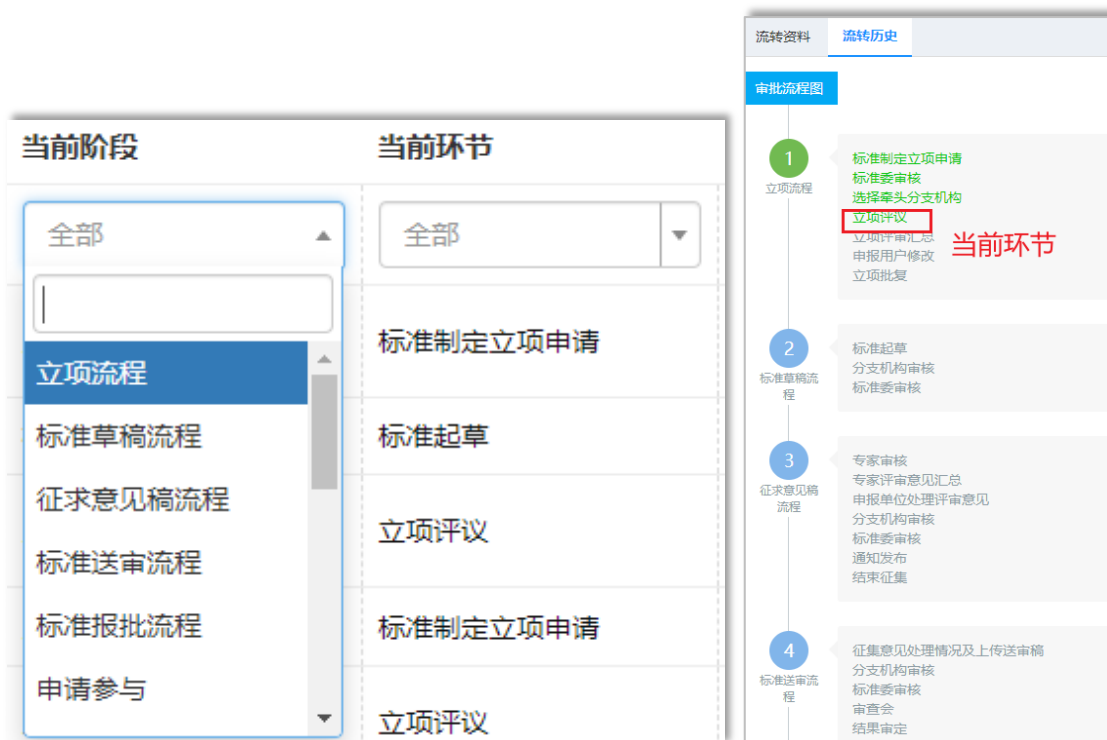 当前阶段
当前环节
全部
全部
立项流程
标准草稿流程
征求意见稿流程
标准送审流程
标准报批流程
申请参与
标准制定立项申请
标准起草
立项评议
标准制定立项申请
立项评议
流转资料
流转历史
审批流程图
1
立项流程
标准制定立项申请
标准委审核
选择牵头分支机构
立项评议
立项评审汇总
申报用户修改
立项批复
当前环节
2
标准草稿流
程
标准起草
分支机构审核
标准委审核
3
征求意见稿
流程
专家审核
专家评审意见汇总
申报单位处理评审意见
分支机构审核
标准委审核
通知发布
结束征集
4
标准送审流
程
征集意见处理情况及上传送审稿
分支机构审核
标准委审核
审查会
结果审定